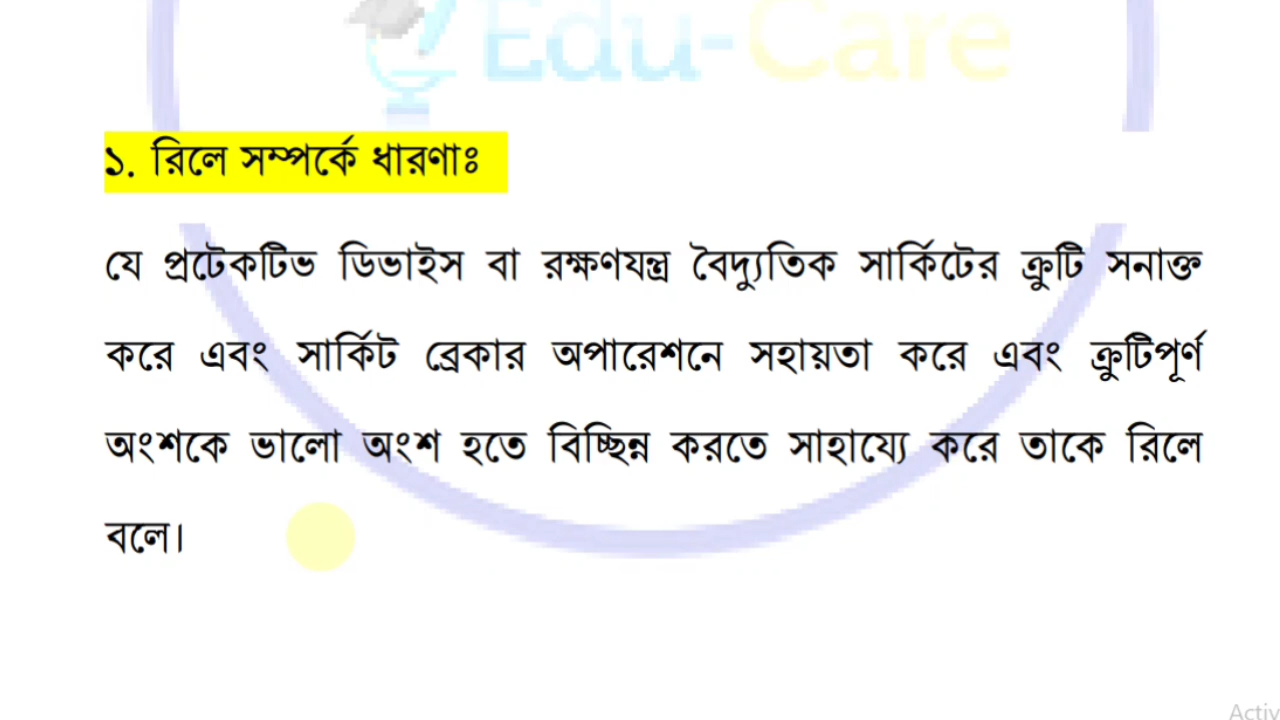 Edu-Care
১. রিলে সম্পর্কে ধারণাঃ
যে প্রটেকটিভ ডিভাইস বা রক্ষণযন্ত্র বৈদ্যুতিক সার্কিটের ক্রুটি সনাক্ত
করে এবং সার্কিট ব্রেকার অপারেশনে সহায়তা করে এবং ক্রুটিপূর্ণ
অংশকে ভালো অংশ হতে বিচ্ছিন্ন করতে সাহায্যে করে তাকে রিলে
বলে।
Activ